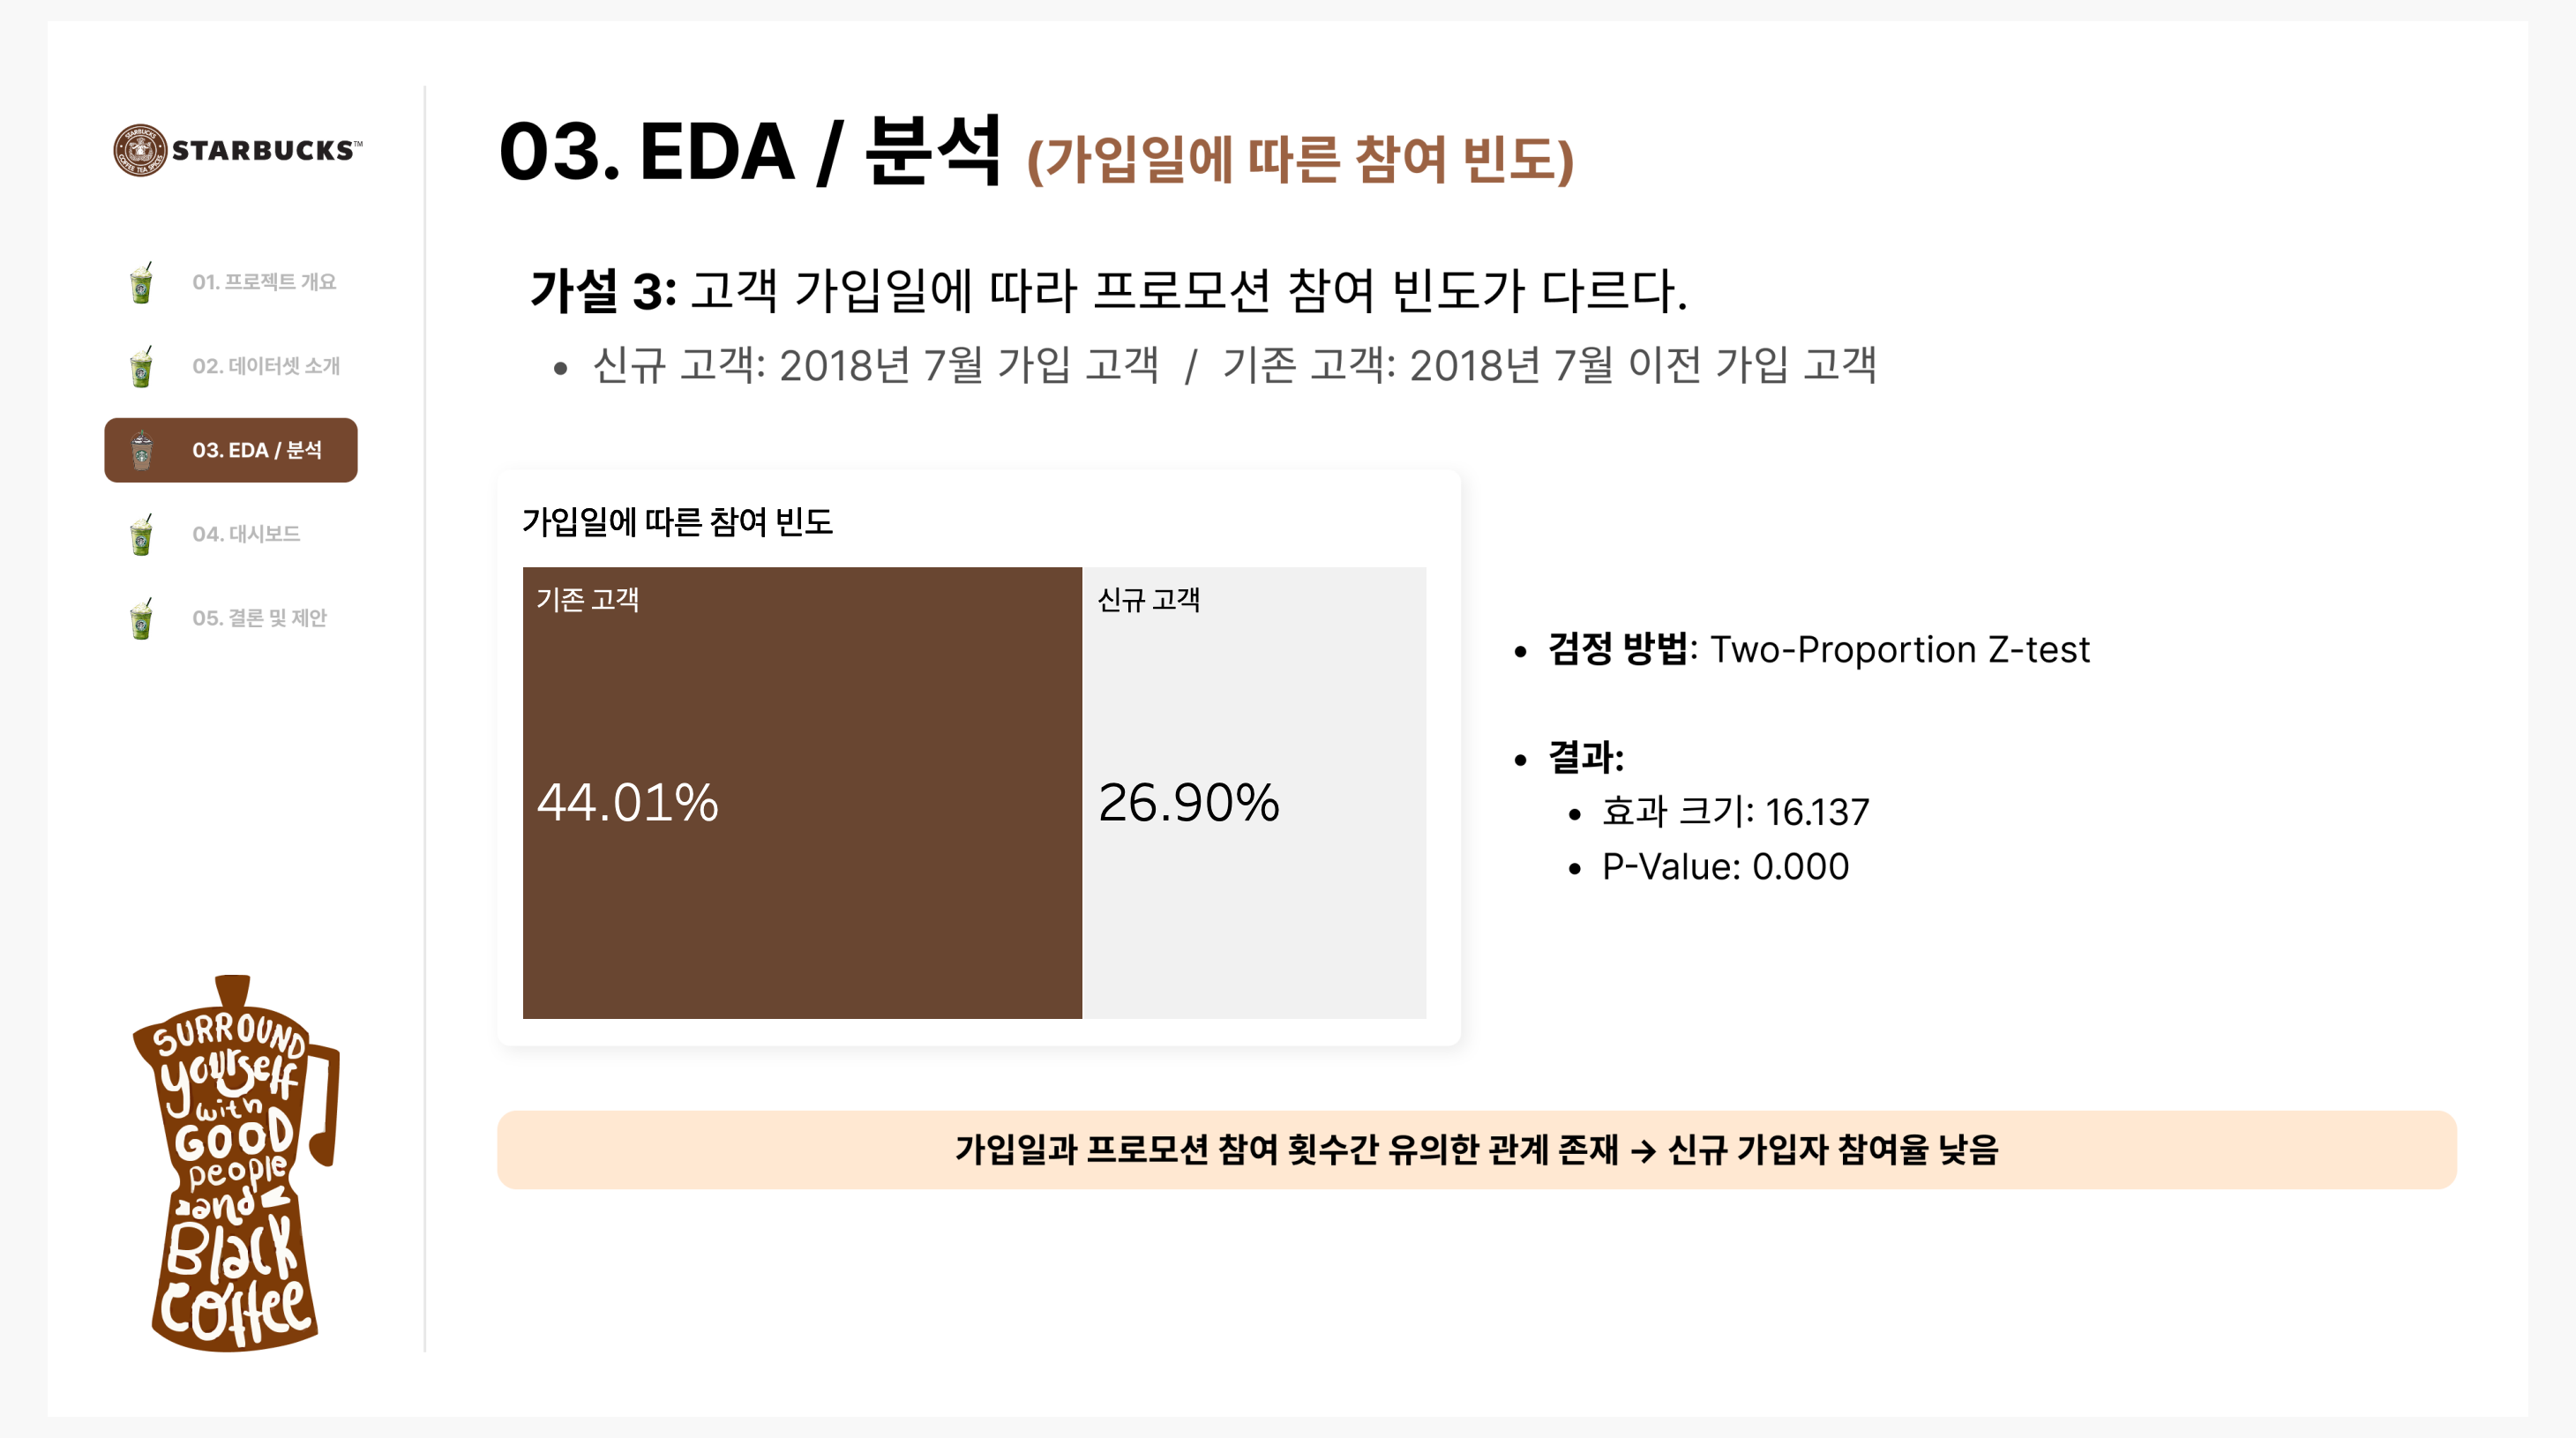 STARBUCKS™
STARBUCKS
COFFEE TEA SPICES
01. 프로젝트 개요
02. 데이터셋 소개
03. EDA / 분석
04. 대시보드
05. 결론 및 제안
SURROUND
yourself
with
GOOD
people
and
Black
Coffee
03. EDA / 분석 (가입일에 따른 참여 빈도)
가설 3: 고객 가입일에 따라 프로모션 참여 빈도가 다르다.
• 신규 고객: 2018년 7월 가입 고객 / 기존 고객: 2018년 7월 이전 가입 고객
가입일에 따른 참여 빈도
기존 고객
44.01%
신규 고객
26.90%
• 검정 방법: Two-Proportion Z-test
• 결과:
• 효과 크기: 16.137
• P-Value: 0.000
가입일과 프로모션 참여 횟수간 유의한 관계 존재 → 신규 가입자 참여율 낮음